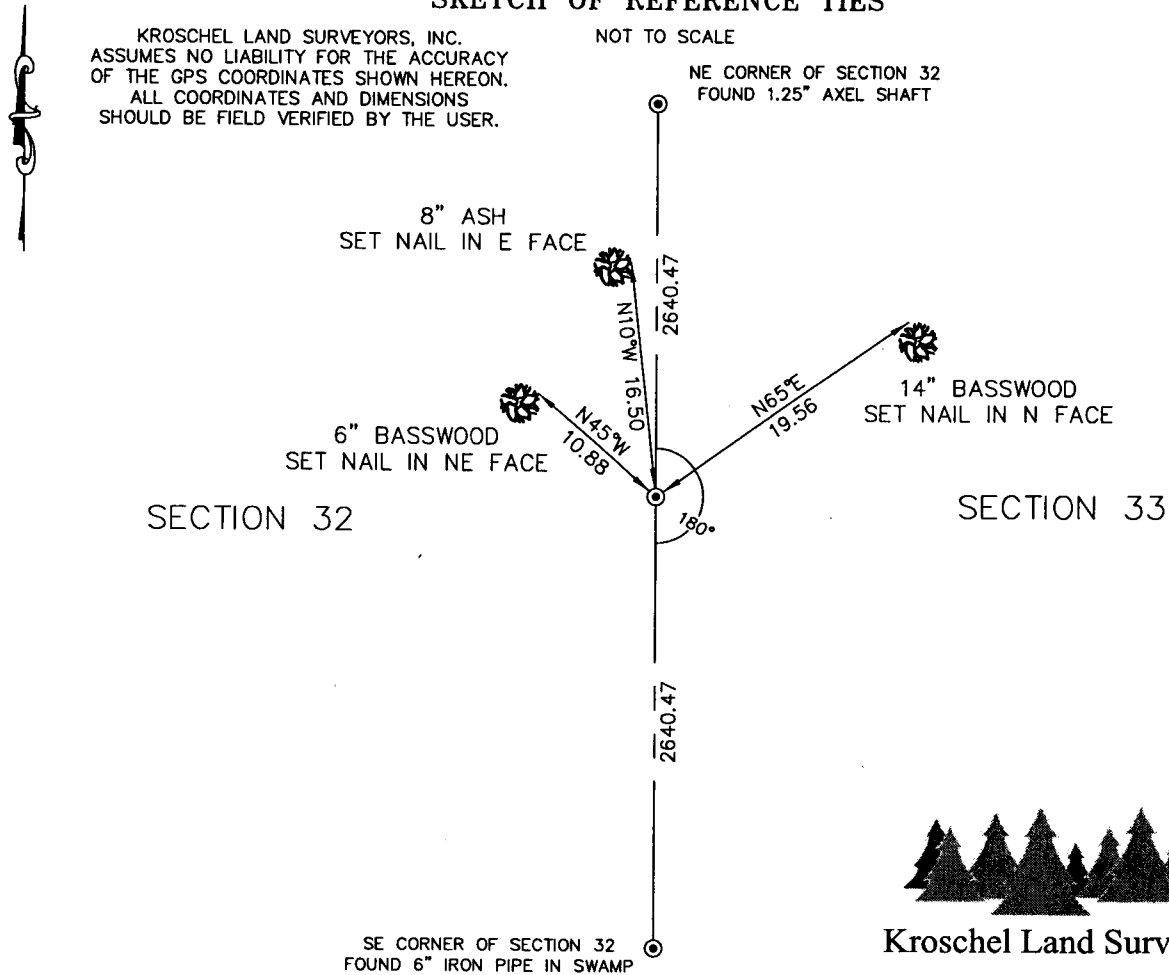 SKETCH OF REFERENCE TIES
KROSCHEL LAND SURVEYORS, INC.
ASSUMES NO LIABILITY FOR THE ACCURACY
OF THE GPS COORDINATES SHOWN HEREON.
ALL COORDINATES AND DIMENSIONS
SHOULD BE FIELD VERIFIED BY THE USER.
NOT TO SCALE
NE CORNER OF SECTION 32
FOUND 1.25" AXEL SHAFT
8" ASH
SET NAIL IN E FACE
2640.47
N10°W 16.50
N65°E
19.56
14" BASSWOOD
SET NAIL IN N FACE
N45°W
10.88
6" BASSWOOD
SET NAIL IN NE FACE
SECTION 32
180°
SECTION 33
2640.47
SE CORNER OF SECTION 32
FOUND 6" IRON PIPE IN SWAMP
Kroschel Land Surv